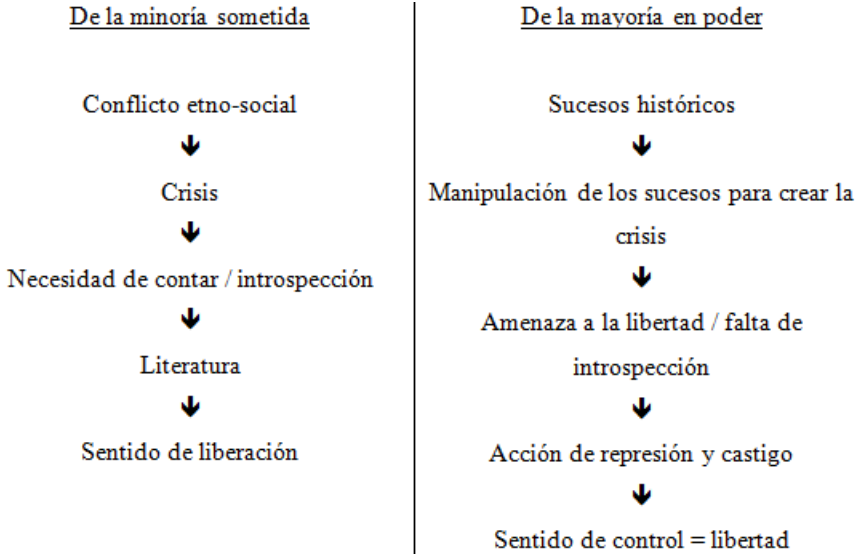 De la minoría sometida
Conflicto etno-social
🡻
Crisis
🡻
Necesidad de contar / introspección
🡻
Literatura
🡻
Sentido de liberación
De la mayoría en poder
Sucesos históricos
🡻
Manipulación de los sucesos para crear la
crisis
🡻
Amenaza a la libertad / falta de
introspección
🡻
Acción de represión y castigo
🡻
Sentido de control = libertad